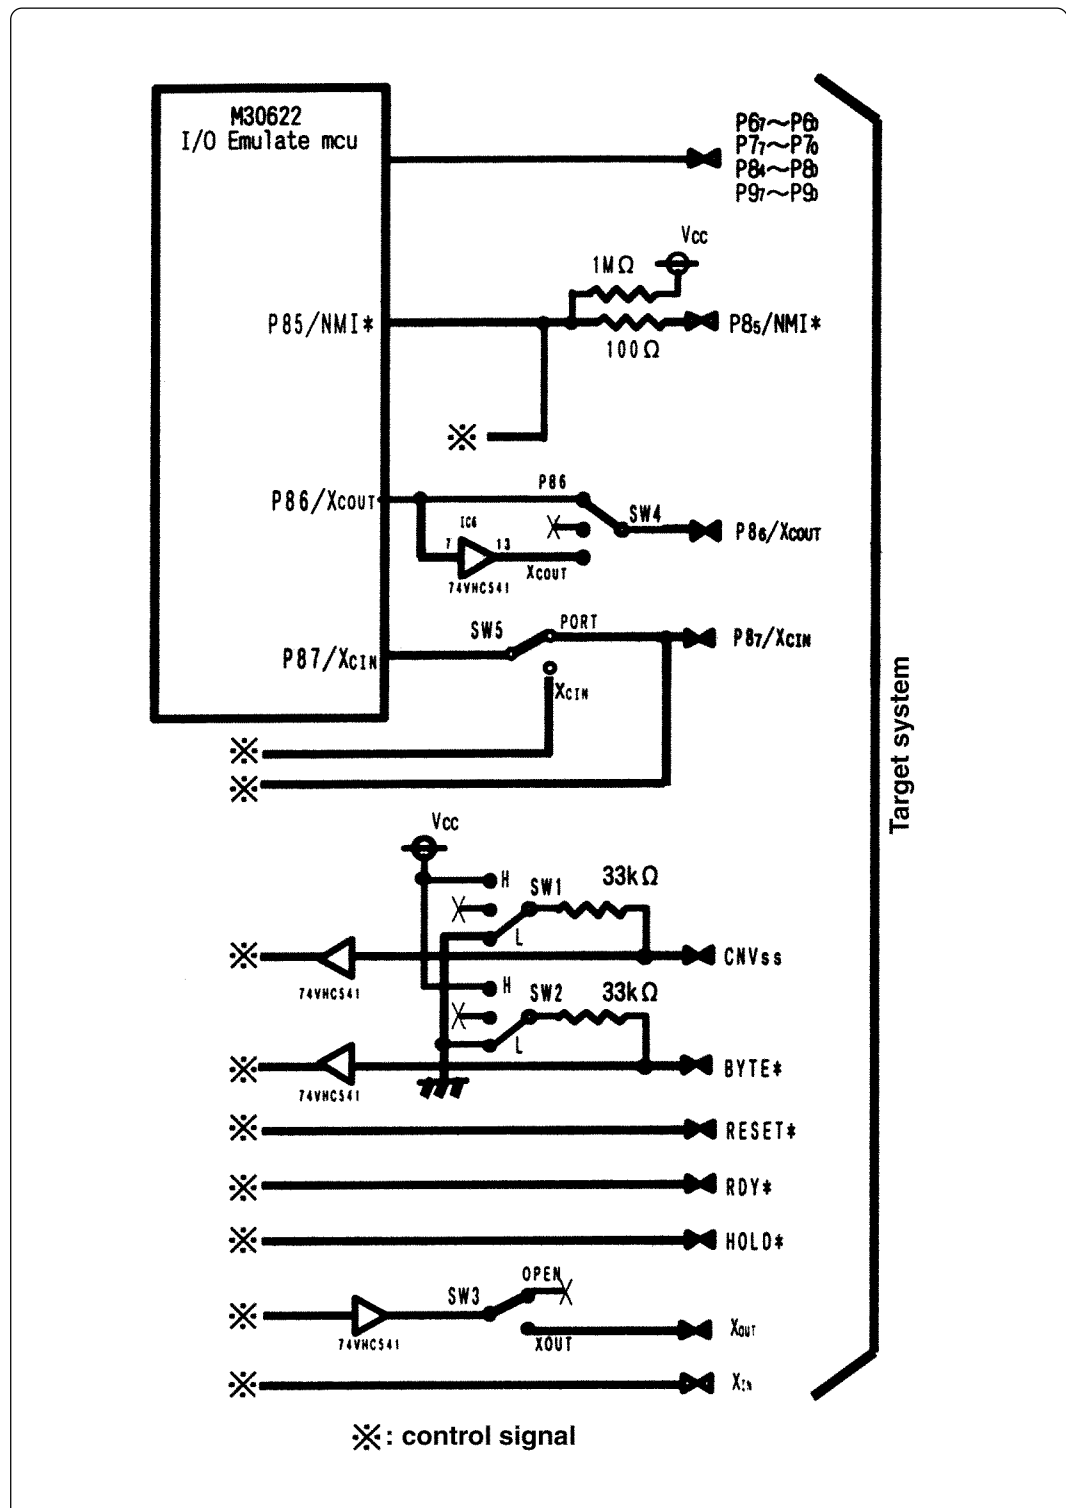 M30622
I/O Emulate mcu
P67～P60
P77～P70
P84～P80
P97～P90
Vcc
1MΩ
P85/NMI*
P85/NMI*
100Ω
※
P86/XCOUT
P86
SW4
P86/XCOUT
IC6
7
13
XCOUT
74VHC541
SW5
PORT
P87/XCIN
P87/XCIN
XCIN
※
※
Target system
Vcc
H
SW1
33kΩ
L
※
CNVss
74VHC541
H
SW2
33kΩ
L
※
BYTE*
74VHC541
※
RESET*
※
RDY*
※
HOLD*
OPEN
SW3
※
74VHC541
XOUT
XOUT
※
XIN
※: control signal